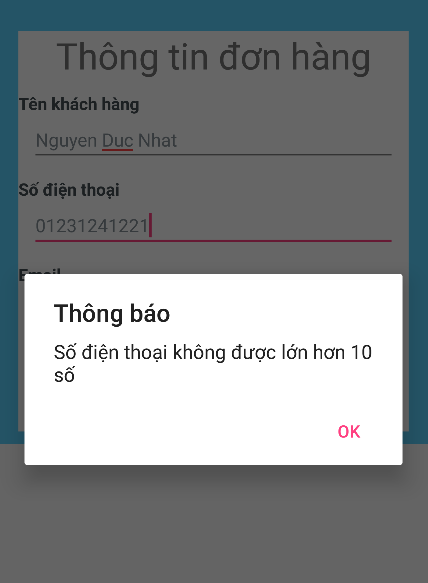 Thông tin đơn hàng
Tên khách hàng
Nguyen Duc Nhat
Số điện thoại
01231241221
Email
Thông báo
Số điện thoại không được lớn hơn 10
số
OK